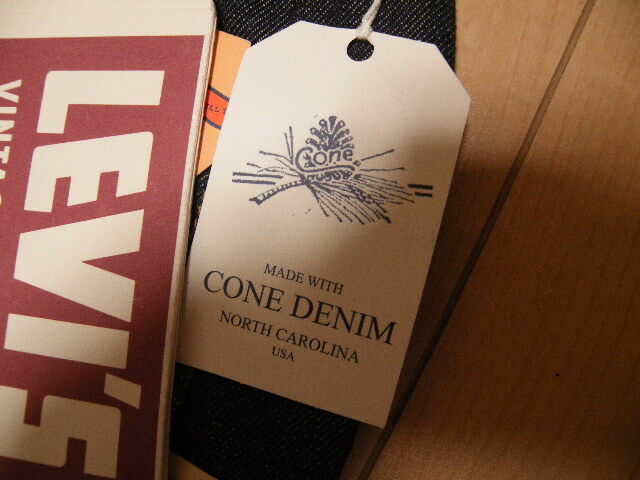 LEVI'S
Cone
MADE WITH
CONE DENIM
NORTH CAROLINA
USA